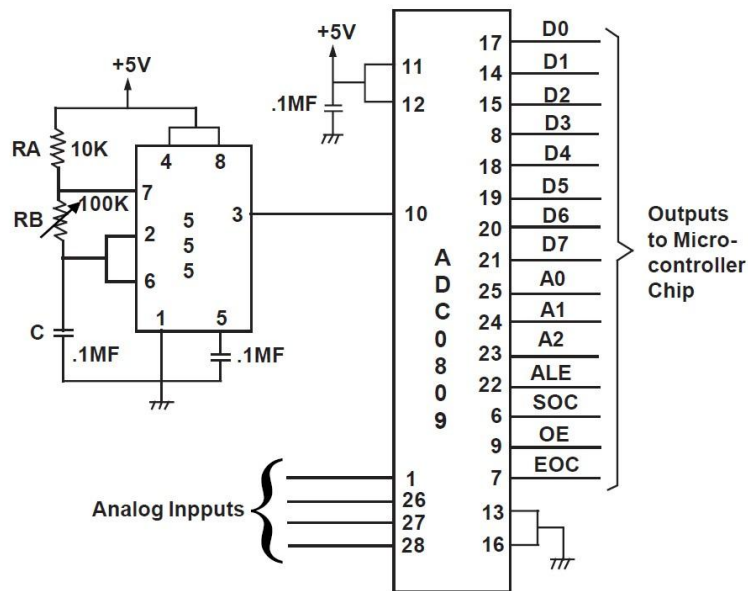 +5V
+5V
.1MF
RA 10K
RB 100K
C .1MF
4 8
7
3
2
6
1 5
5
5
5
.1MF
11
12
10
A
D
C
0
8
0
9
1
26
27
28
Analog Inpputs
17 D0
14 D1
15 D2
8 D3
18 D4
19 D5
20 D6
21 D7
25 A0
24 A1
23 A2
22 ALE
6 SOC
9 OE
7 EOC
13
16
Outputs
to Micro-
controller
Chip